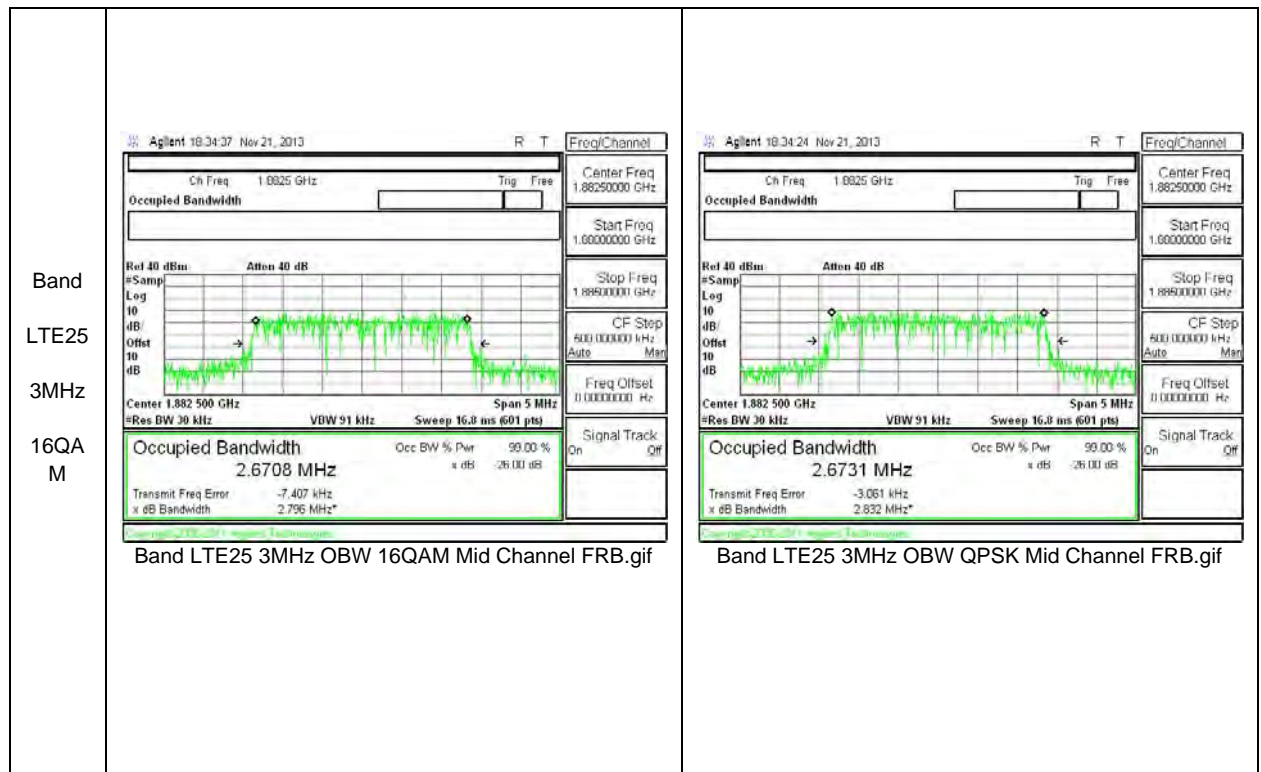 Band
LTE25
3MHz
16QA
M
Agilent 18:34:37 Nov 21, 2013 R T
Ch Freq 1.8825 GHz Trig Free
Occupied Bandwidth
Ref 40 dBm Atten 40 dB
#Samp
Log
10
dB/
Offst
10
dB
Center 1.882 500 GHz Span 5 MHz
#Res BW 30 kHz VBW 91 kHz Sweep 16.8 ms (601 pts)
Occupied Bandwidth Occ BW % Pwr 99.00 %
2.6708 MHz x dB -26.00 dB
Transmit Freq Error -7.407 kHz
x dB Bandwidth 2.796 MHz*
Freq/Channel
Center Freq
1.88250000 GHz
Start Freq
GHz
Stop Freq
1.88500000 GHz
CF Step
kHz
Auto Man
Freq Offset
0.00000000 Hz
Signal Track
On Off
Band LTE25 3MHz OBW 16QAM Mid Channel FRB.gif
Agilent 18:34:24 Nov 21, 2013 R T
Ch Freq 1.8825 GHz Trig Free
Occupied Bandwidth
Ref 40 dBm Atten 40 dB
#Samp
Log
10
dB/
Offst
10
dB
Center 1.882 500 GHz Span 5 MHz
#Res BW 30 kHz VBW 91 kHz Sweep 16.8 ms (601 pts)
Occupied Bandwidth Occ BW % Pwr 99.00 %
2.6731 MHz x dB -26.00 dB
Transmit Freq Error -3.061 kHz
x dB Bandwidth 2.832 MHz*
Freq/Channel
Center Freq
1.88250000 GHz
Start Freq
GHz
Stop Freq
1.88500000 GHz
CF Step
kHz
Auto Man
Freq Offset
0.00000000 Hz
Signal Track
On Off
Band LTE25 3MHz OBW QPSK Mid Channel FRB.gif